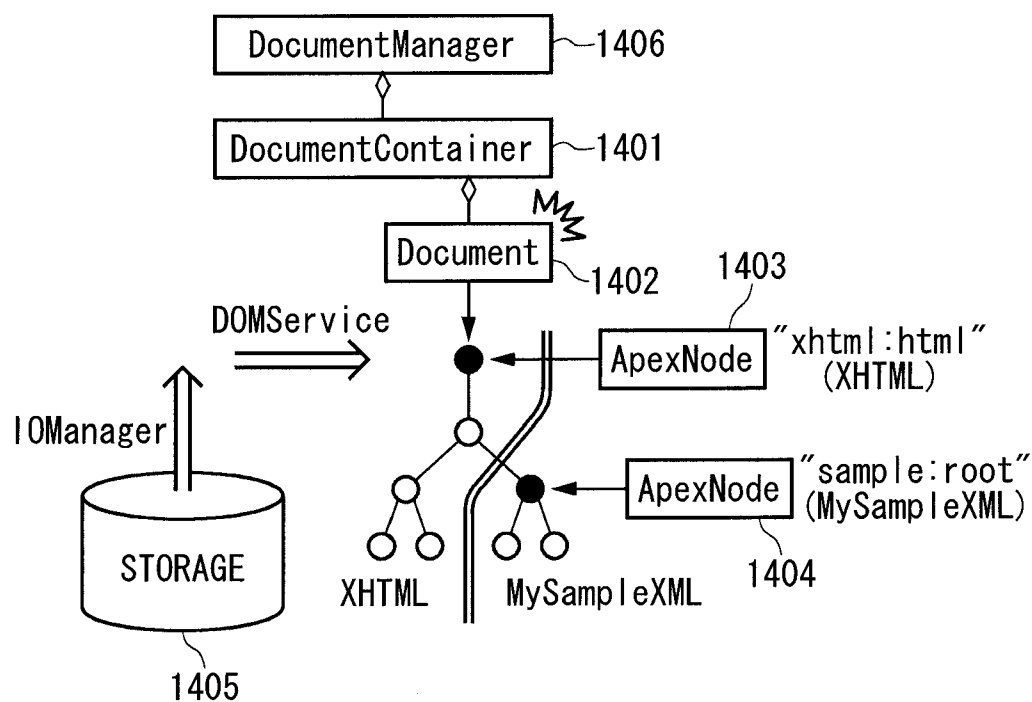 DocumentManager
1406
DocumentContainer
1401
Document
1402
1403
DOMService
ApexNode
"xhtml:html"
(XHTML)
IOManager
ApexNode
"sample:root"
(MySampleXML)
STORAGE
XHTML
MySampleXML
1404
1405